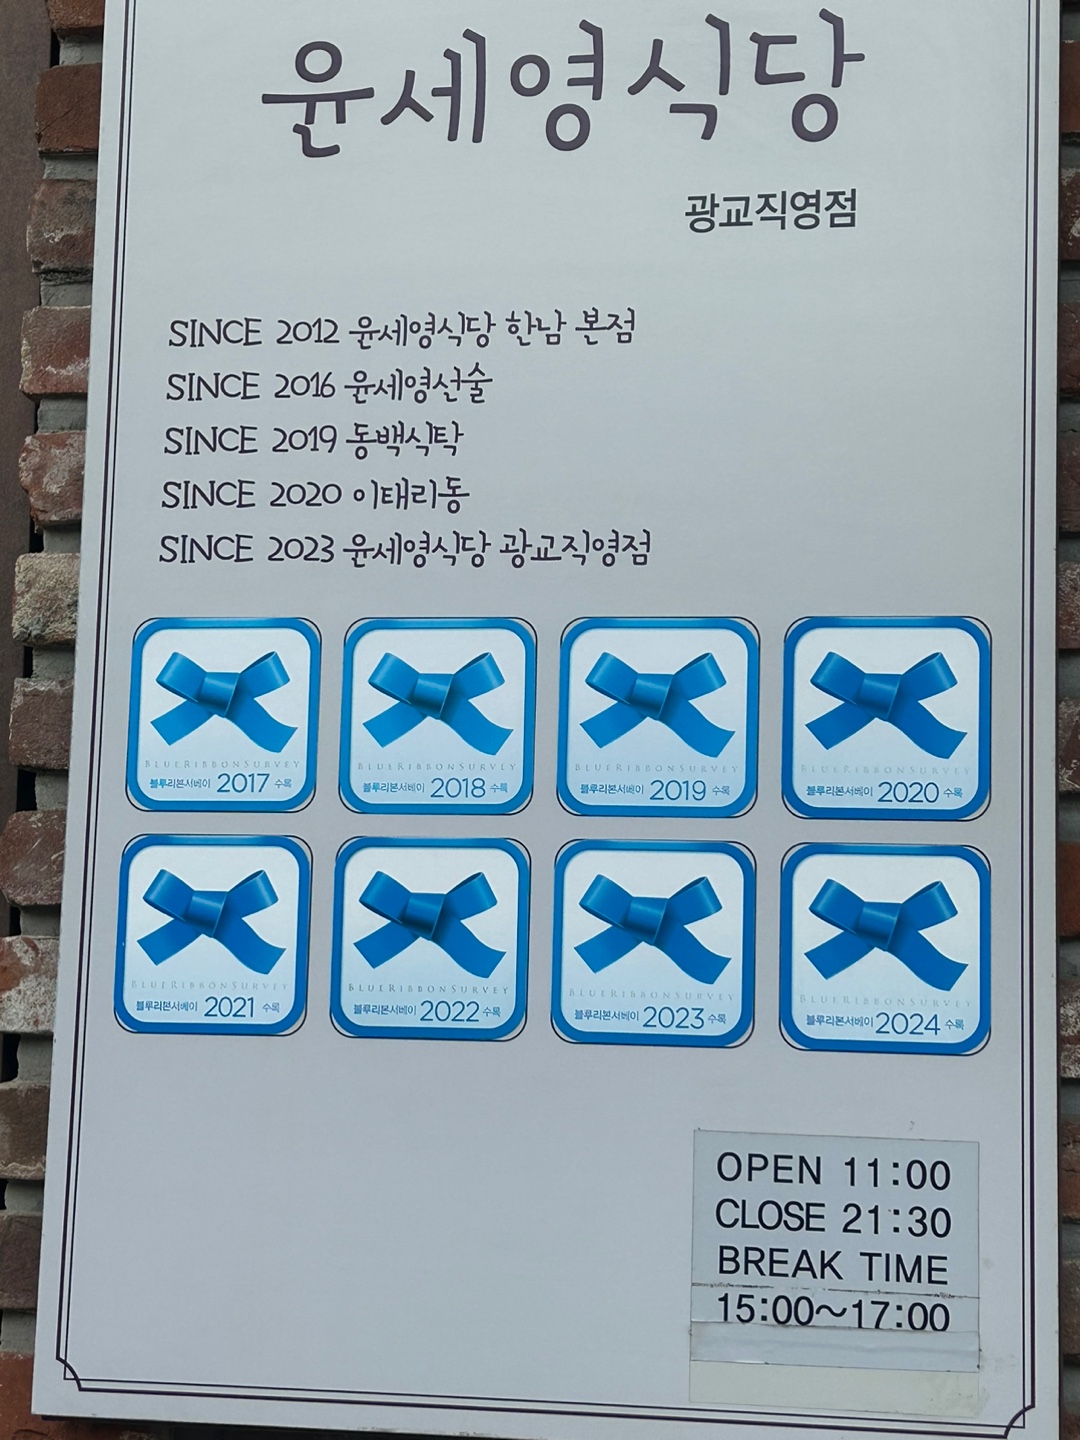 윤세영식당
광교직영점
SINCE 2012 윤세영식당 한남 본점
SINCE 2016 윤세영선술
SINCE 2019 동백식탁
SINCE 2020 이태리동
SINCE 2023 윤세영식당 광교직영점
BLUERIBBONSURVEY
블루리본서베이 2017 수록
BLUERIBBONSURVEY
블루리본서베이 2018 수록
BLUERIBBONSURVEY
블루리본서베이 2019 수록
BLUERIBBONSURVEY
블루리본서베이 2020 수록
BLUERIBBONSURVEY
블루리본서베이 2021 수록
BLUERIBBONSURVEY
블루리본서베이 2022 수록
BLUERIBBONSURVEY
블루리본서베이 2023 수록
BLUERIBBONSURVEY
블루리본서베이 2024 수록
OPEN 11:00
CLOSE 21:30
BREAK TIME
15:00~17:00